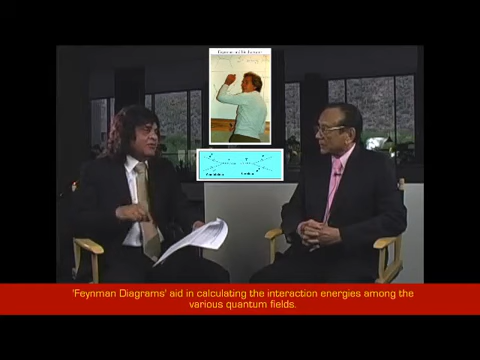 'Feynman Diagrams' aid in calculating the interaction energies among the
various quantum fields.